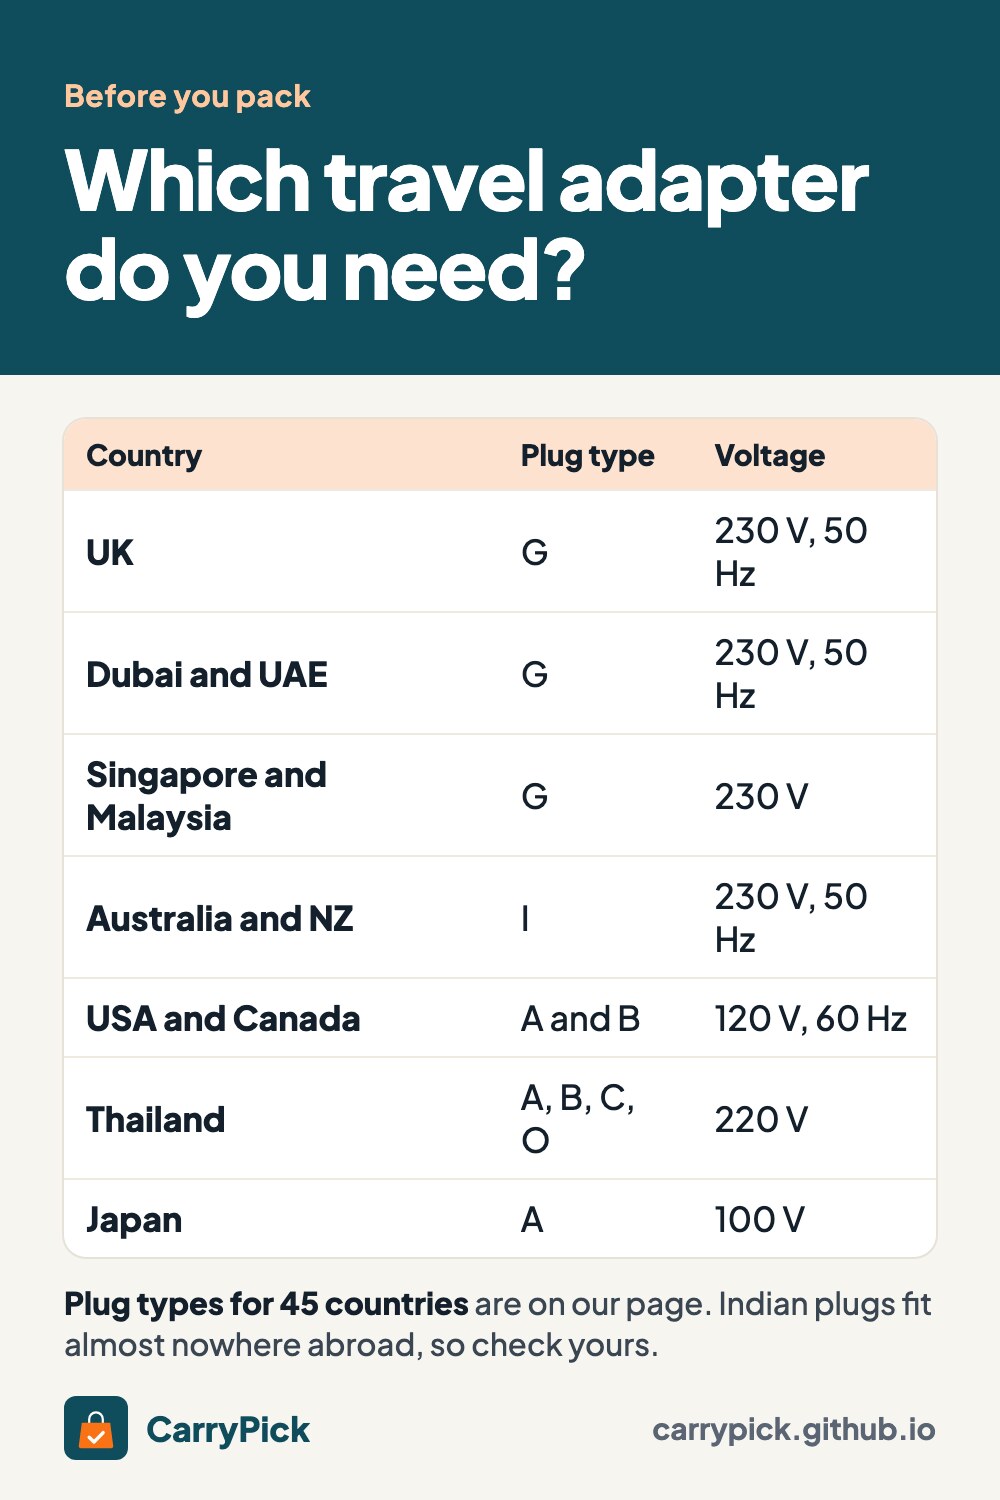 Before you pack
Which travel adapter
do you need?
Country Plug type Voltage
UK G 230 V, 50
Hz
Dubai and UAE G 230 V, 50
Hz
Singapore and
Malaysia G 230 V
Australia and NZ I 230 V, 50
Hz
USA and Canada A and B 120 V, 60 Hz
Thailand A, B, C,
O 220 V
Japan A 100 V
Plug types for 45 countries are on our page. Indian plugs fit
almost nowhere abroad, so check yours.
CarryPick carrypick.github.io